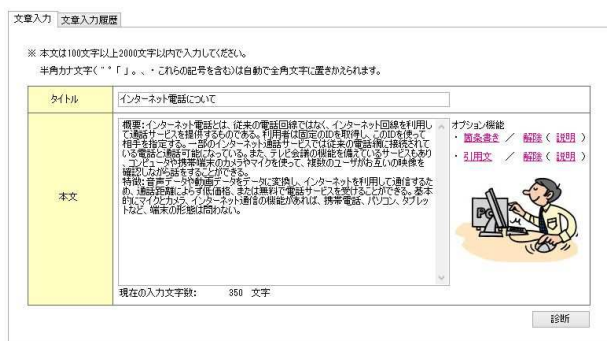 文章入力 文章入力履歴
※ 本文は100文字以上2000文字以内で入力してください。
半角カナ文字(゛゜「」。、・これらの記号を含む)は自動で全角文字に置きかえられます。
タイトル インターネット電話について
本文
概要:インターネット電話とは、従来の電話回線ではなく、インターネット回線を利用し
て通話サービスを提供するものである。利用者は固定のIDを取得し、このIDを使って
相手を指定する。一部のインターネット通話サービスでは従来の電話網に接続されて
いる電話と通話可能になっている。また、テレビ会議の機能を備えているサービスもあり
、コンピュータや携帯端末のカメラやマイクを使って、複数のユーザがお互いの映像を
確認しながら話をすることができる。
特徴:音声データや動画データをデータに変換し、インターネットを利用して通信するた
め、通話距離によらず低価格、または無料で電話サービスを受けることができる。基本
的にマイクとカメラ、インターネット通信の機能があれば、携帯電話、パソコン、タブレッ
トなど、端末の形態は問わない。
現在の入力文字数: 350 文字
オプション機能
・箇条書き / 解除 ( 説明 )
・引用文 / 解除 ( 説明 )
PC
診断